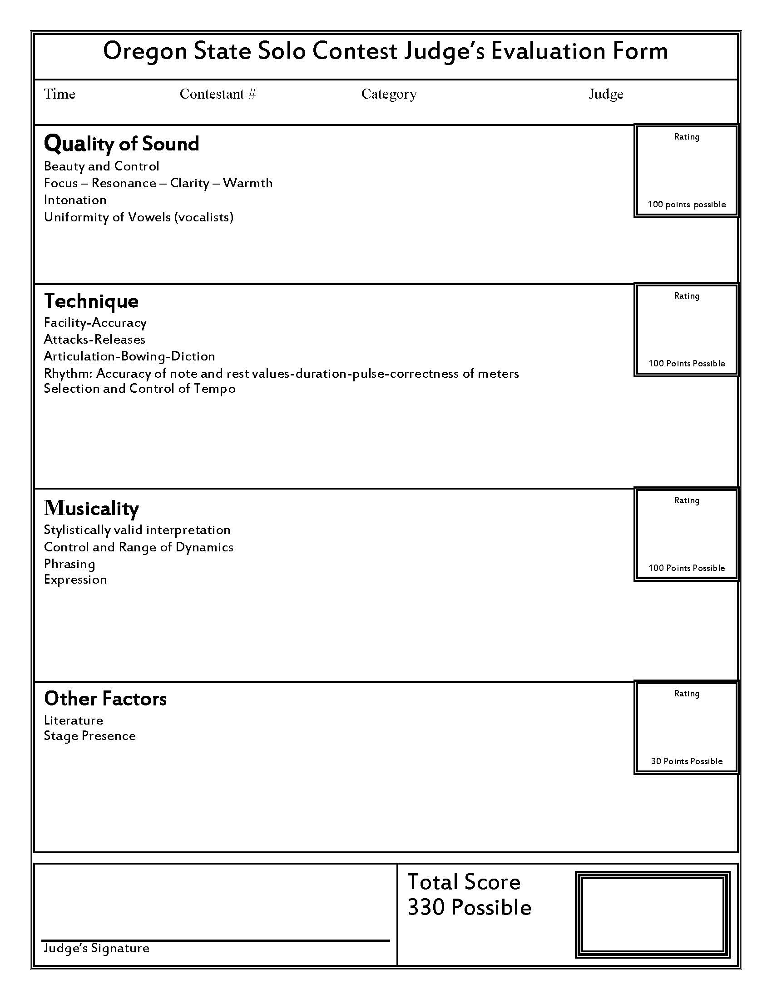 Oregon State Solo Contest Judge’s Evaluation Form
Time Contestant # Category Judge
Quality of Sound
Rating
Beauty and Control
Focus – Resonance – Clarity – Warmth
Intonation
100 points possible
Uniformity of Vowels (vocalists)
Technique
Rating
Facility-Accuracy
Attacks-Releases
Articulation-Bowing-Diction
100 Points Possible
Rhythm: Accuracy of note and rest values-duration-pulse-correctness of meters
Selection and Control of Tempo
Musicality
Rating
Stylistically valid interpretation
Control and Range of Dynamics
Phrasing
100 Points Possible
Expression
Other Factors
Rating
Literature
Stage Presence
30 Points Possible
Total Score
330 Possible
Judge’s Signature